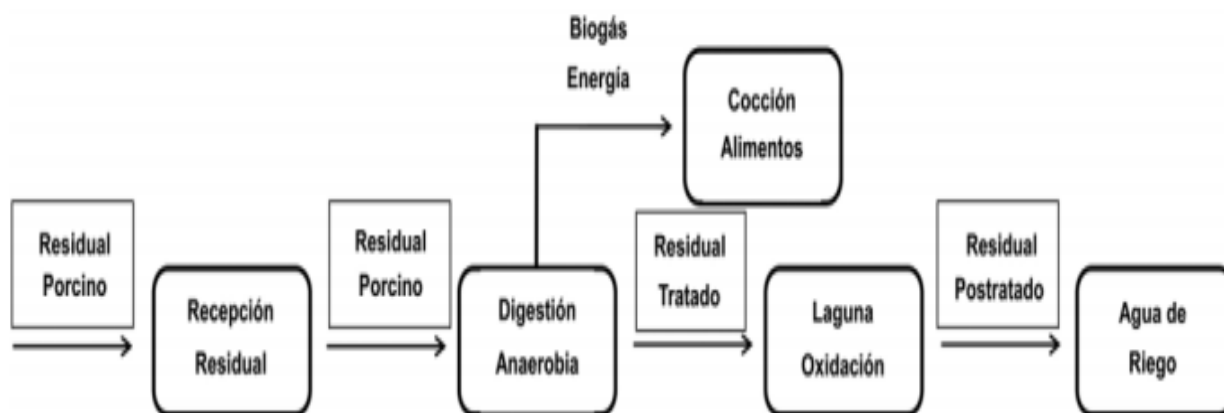 Biogás
Energía
Cocción
Alimentos
Residual
Porcino
Recepción
Residual
Residual
Porcino
Digestión
Anaerobia
Residual
Tratado
Laguna
Oxidación
Residual
Postratado
Agua de
Riego